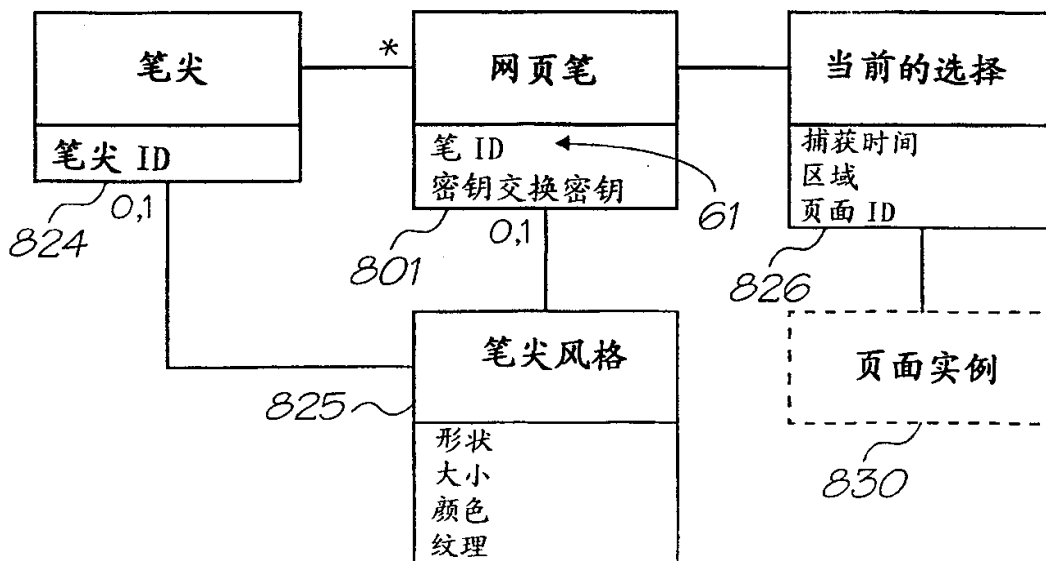 笔尖
笔尖 ID
824
0,1
*
网页笔
笔 ID
密钥交换密钥
801
0,1
61
当前的选择
捕获时间
区域
页面 ID
826
笔尖风格
825
形状
大小
颜色
纹理
页面实例
830